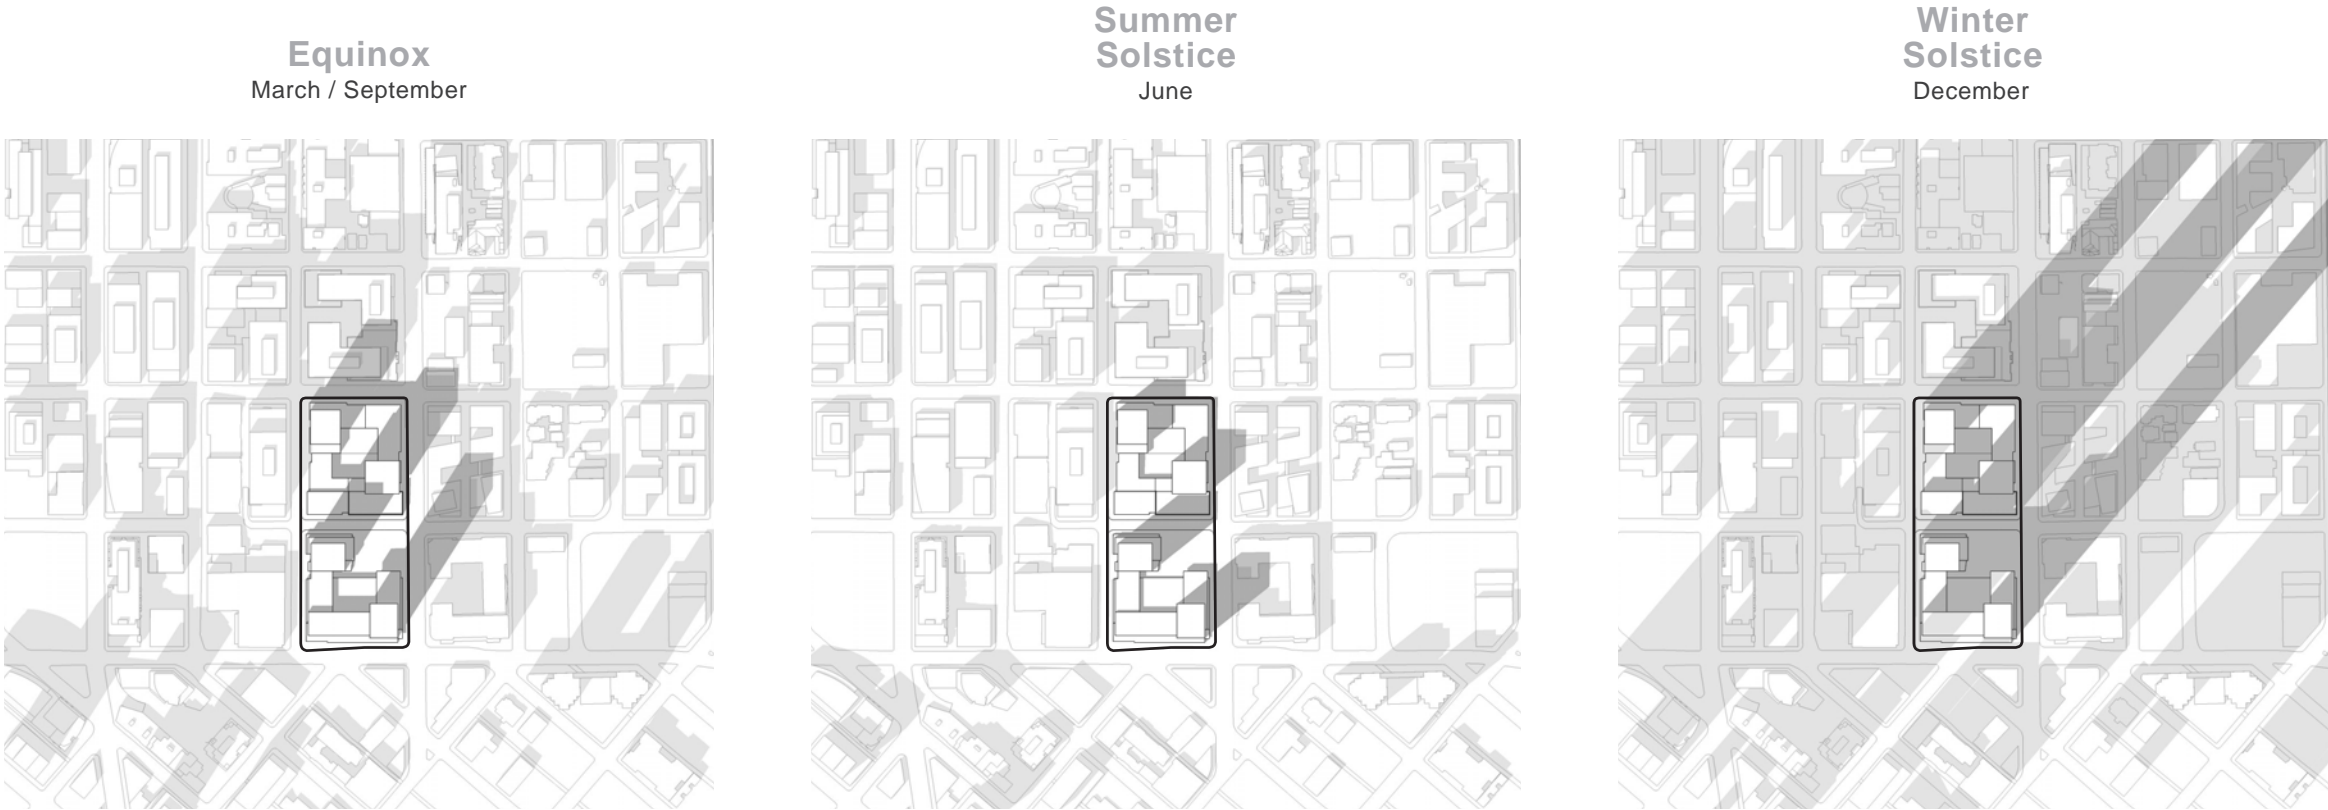 Equinox
March / September
Summer
Solstice
June
Winter
Solstice
December